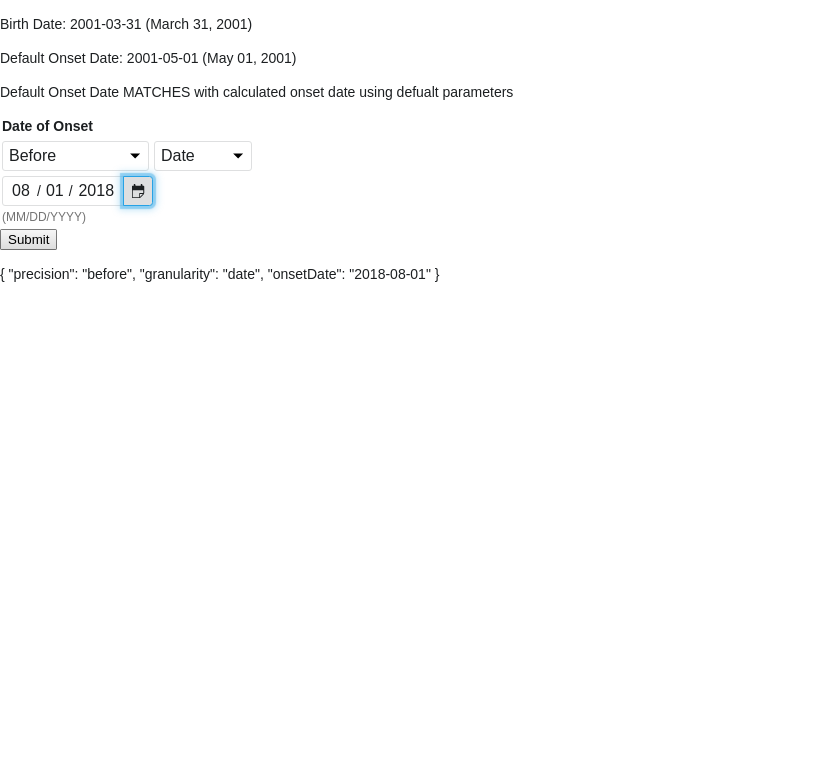 Birth Date: 2001-03-31 (March 31, 2001)
Default Onset Date: 2001-05-01 (May 01, 2001)
Default Onset Date MATCHES with calculated onset date using defualt parameters
Date of Onset
Before Date
08 / 01 / 2018
(MM/DD/YYYY)
Submit
{ "precision": "before", "granularity": "date", "onsetDate": "2018-08-01" }